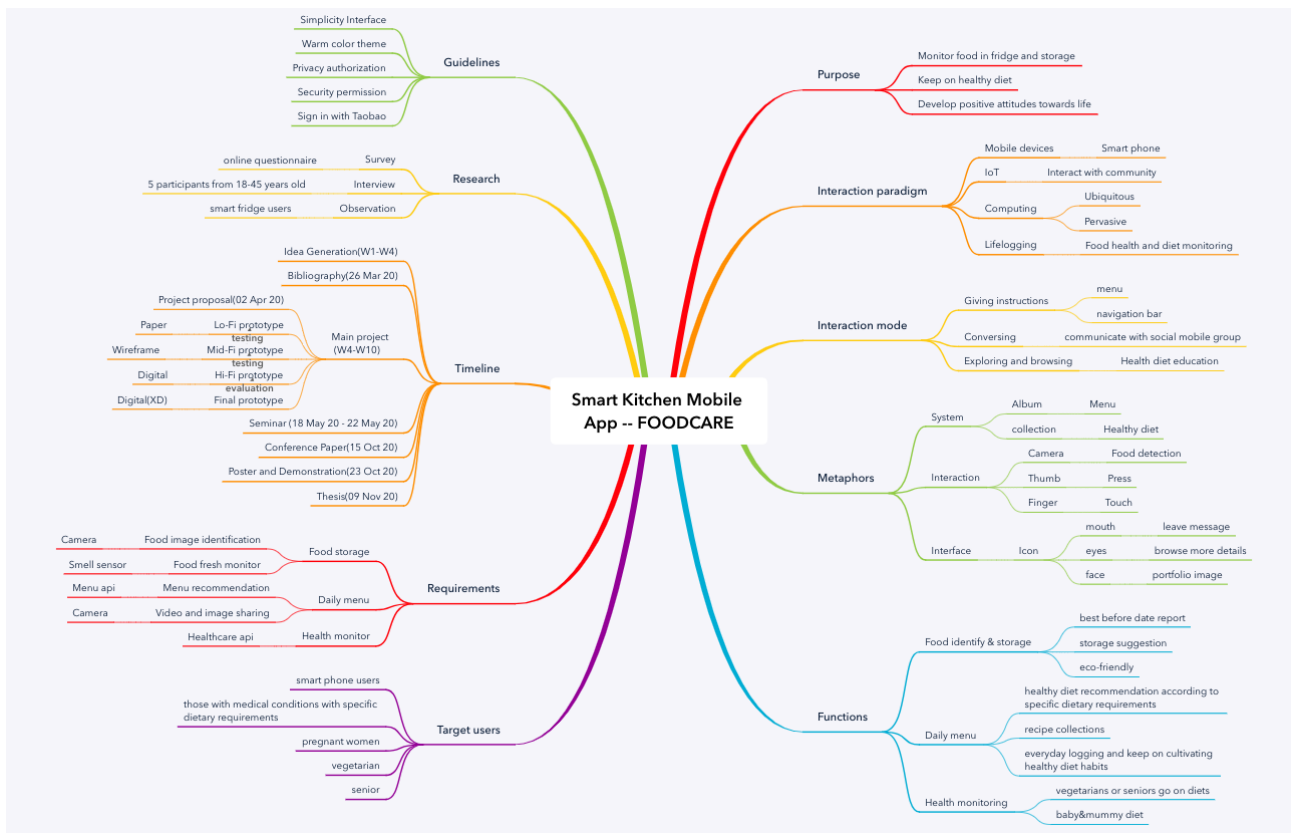 Smart Kitchen Mobile
App -- FOODCARE
Guidelines
Simplicity Interface
Warm color theme
Privacy authorization
Security permission
Sign in with Taobao
Research
online questionnaire
Survey
5 participants from 18-45 years old
Interview
smart fridge users
Observation
Timeline
Idea Generation(W1-W4)
Bibliography(26 Mar 20)
Main project
(W4-W10)
Project proposal(02 Apr 20)
Paper
Lo-Fi prototype
testing
Wireframe
Mid-Fi prototype
testing
Digital
Hi-Fi prototype
evaluation
Digital(XD)
Final prototype
Seminar (18 May 20 - 22 May 20)
Conference Paper(15 Oct 20)
Poster and Demonstration(23 Oct 20)
Thesis(09 Nov 20)
Requirements
Food storage
Camera
Food image identification
Smell sensor
Food fresh monitor
Daily menu
Menu api
Menu recommendation
Camera
Video and image sharing
Health monitor
Healthcare api
Target users
smart phone users
those with medical conditions with specific
dietary requirements
pregnant women
vegetarian
senior
Purpose
Monitor food in fridge and storage
Keep on healthy diet
Develop positive attitudes towards life
Interaction paradigm
Mobile devices
Smart phone
IoT
Interact with community
Computing
Ubiquitous
Pervasive
Lifelogging
Food health and diet monitoring
Interaction mode
Giving instructions
menu
navigation bar
Conversing
communicate with social mobile group
Exploring and browsing
Health diet education
Metaphors
System
Album
Menu
collection
Healthy diet
Interaction
Camera
Food detection
Thumb
Press
Finger
Touch
Interface
Icon
mouth
leave message
eyes
browse more details
face
portfolio image
Functions
Food identify & storage
best before date report
storage suggestion
eco-friendly
Daily menu
healthy diet recommendation according to
specific dietary requirements
recipe collections
everyday logging and keep on cultivating
healthy diet habits
Health monitoring
vegetarians or seniors go on diets
baby&mummy diet